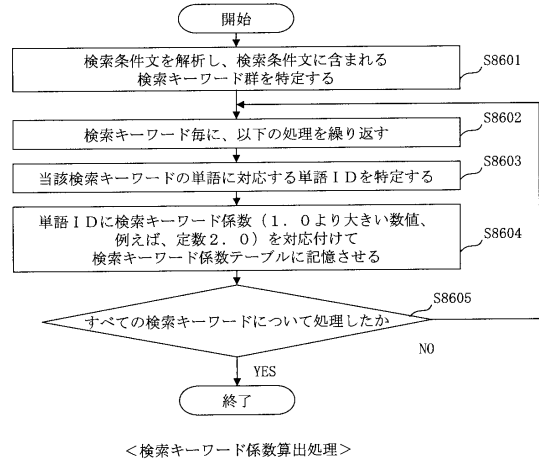 開始
検索条件文を解析し、検索条件文に含まれる
検索キーワード群を特定する
S8601
検索キーワード毎に、以下の処理を繰り返す
S8602
当該検索キーワードの単語に対応する単語IDを特定する
S8603
単語IDに検索キーワード係数(1.0より大きい数値、
例えば、定数2.0)を対応付けて
検索キーワード係数テーブルに記憶させる
S8604
すべての検索キーワードについて処理したか
S8605
NO
YES
終了
<検索キーワード係数算出処理>